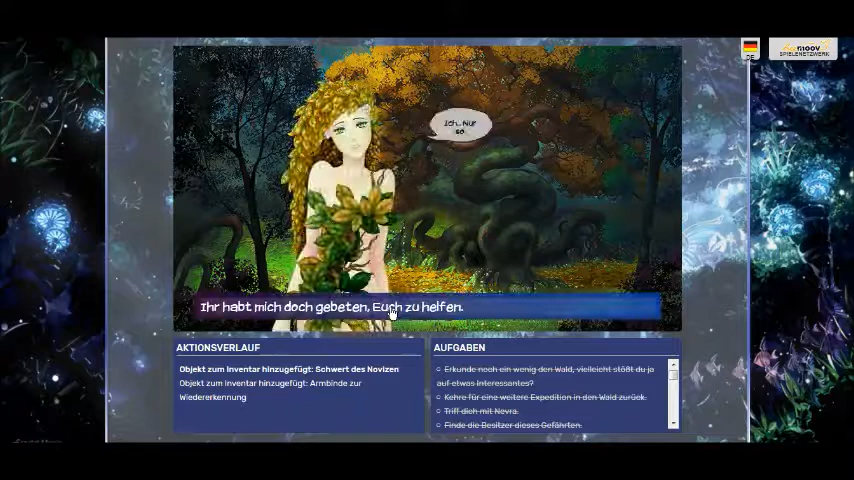 moov
SPIELENETZWERK
DE
Ich... Nur
so.
Ihr habt mich doch gebeten, Euch zu helfen.
AKTIONSVERLAUF
Objekt zum Inventar hinzugefügt: Schwert des Novizen
Objekt zum Inventar hinzugefügt: Armbinde zur
Wiedererkennung
AUFGABEN
Erkunde noch ein wenig den Wald, vielleicht stößt du ja
auf etwas Interessantes?
Kehre für eine weitere Expedition in den Wald zurück.
Triff dich mit Nevra.
Finde die Besitzer dieses Gefährten.